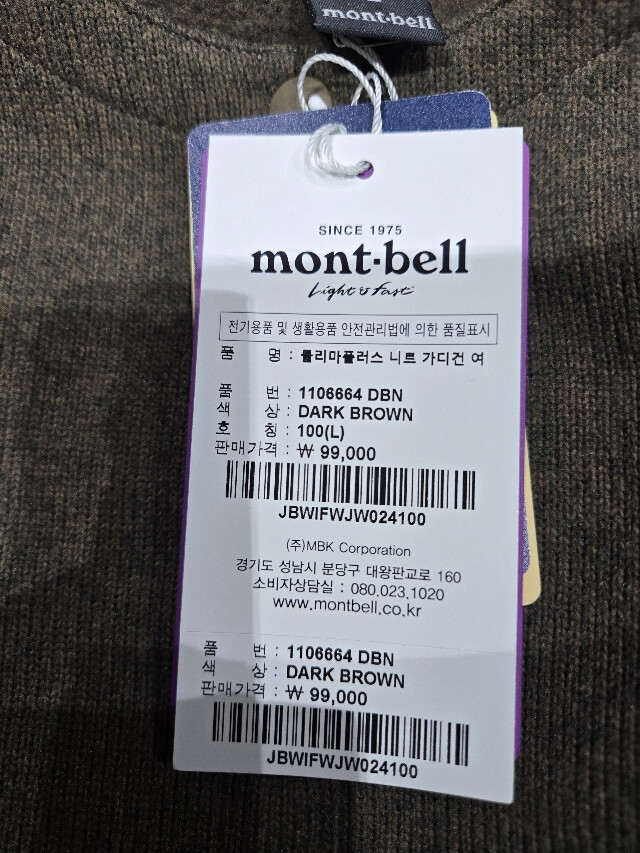 mont-bell
SINCE 1975
mont-bell
Light & Fast
전기용품 및 생활용품 안전관리법에 의한 품질표시
품 명 : 클리마플러스 니트 가디건 여
품 번 : 1106664 DBN
색 상 : DARK BROWN
호 칭 : 100(L)
판매가격 : ₩ 99,000
JBWIFWJW024100
(주)MBK Corporation
경기도 성남시 분당구 대왕판교로 160
소비자상담실 : 080.023.1020
www.montbell.co.kr
품 번 : 1106664 DBN
색 상 : DARK BROWN
판매가격 : ₩ 99,000
JBWIFWJW024100